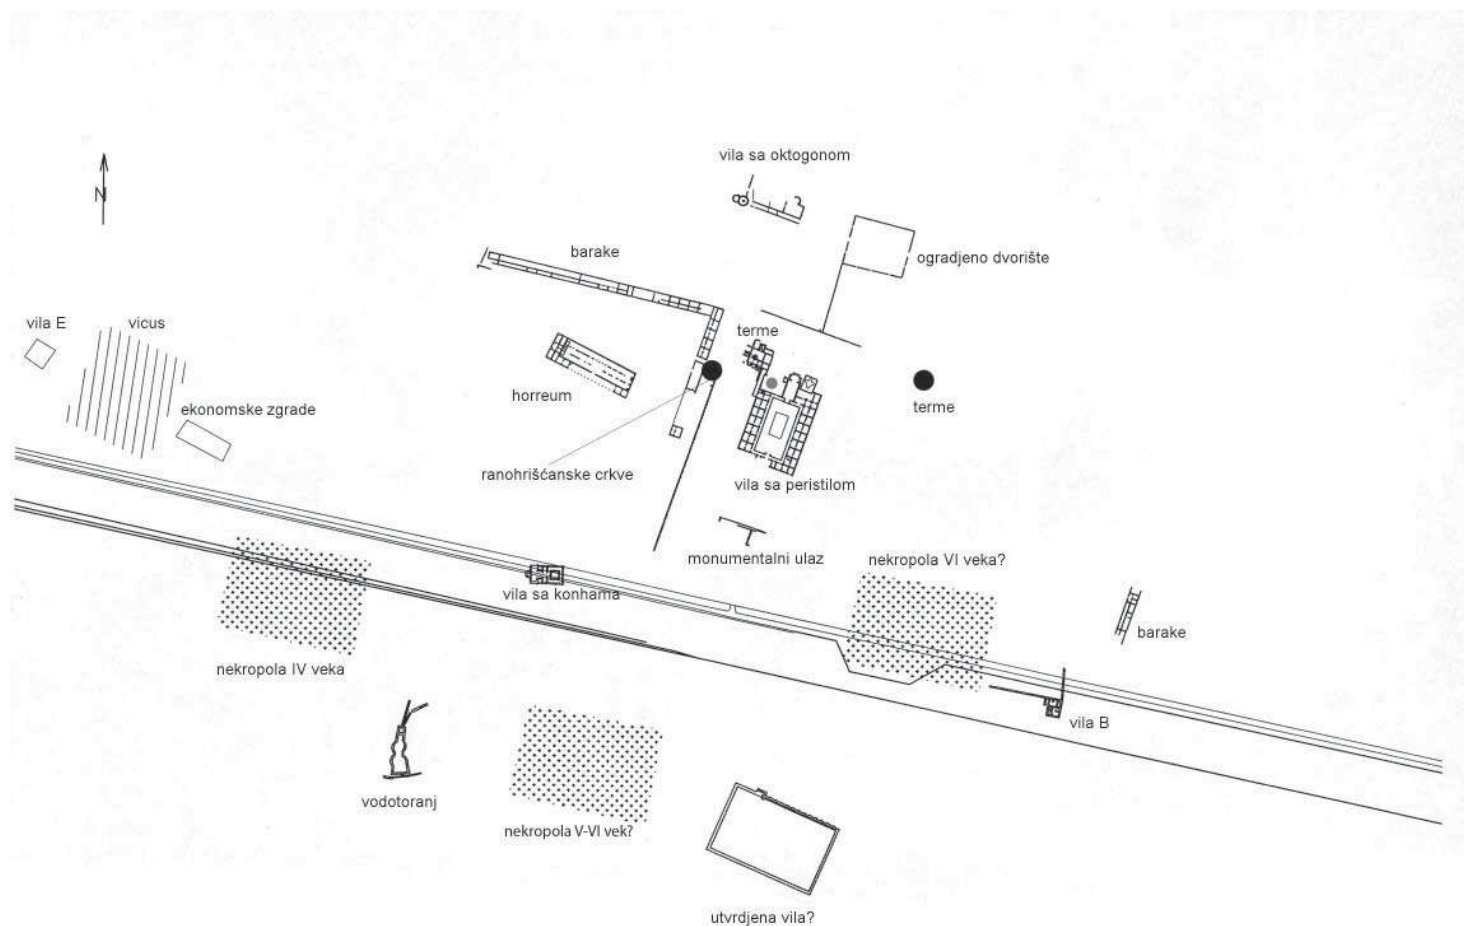 vila sa oktogonom
N
barake
ogradjeno dvorište
vila E
vicus
terme
horreum
terme
ekonomske zgrade
ranohrišćanske crkve
vila sa peristilom
monumentalni ulaz
nekropola VI veka?
vila sa konhama
barake
nekropola IV veka
vila B
vodotoranj
nekropola V-VI vek?
utvrdjena vila?